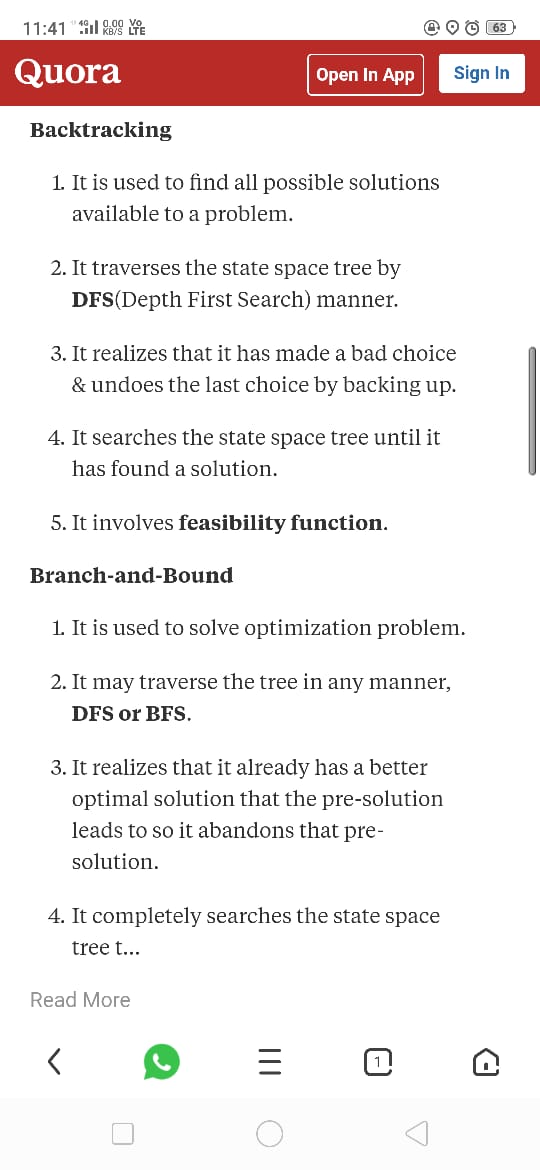 11:41 4G 0.00 KB/S Vo LTE 63
Quora
Open In App
Sign In
Backtracking
1. It is used to find all possible solutions
available to a problem.
2. It traverses the state space tree by
DFS(Depth First Search) manner.
3. It realizes that it has made a bad choice
& undoes the last choice by backing up.
4. It searches the state space tree until it
has found a solution.
5. It involves feasibility function.
Branch-and-Bound
1. It is used to solve optimization problem.
2. It may traverse the tree in any manner,
DFS or BFS.
3. It realizes that it already has a better
optimal solution that the pre-solution
leads to so it abandons that pre-
solution.
4. It completely searches the state space
tree t...
Read More
1